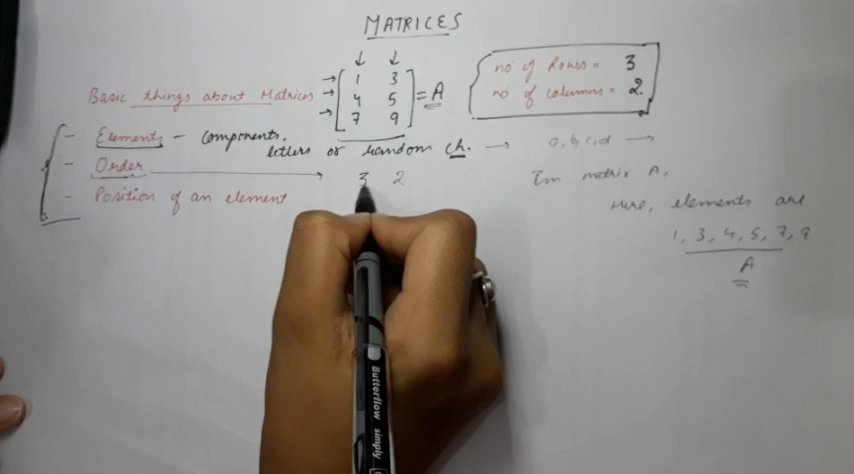 MATRICES
↓ ↓
Basic things about Matrices → [1 3
→ 4 5
→ 7 9] = A
no of Rows = 3
no of columns = 2.
- Elements - components.
letters or random ch. → a, b, c, d →
- Order → 3 2
In matrix A,
- Position of an element
Here, elements are
1, 3, 4, 5, 7, 9
A
Butterflow simply